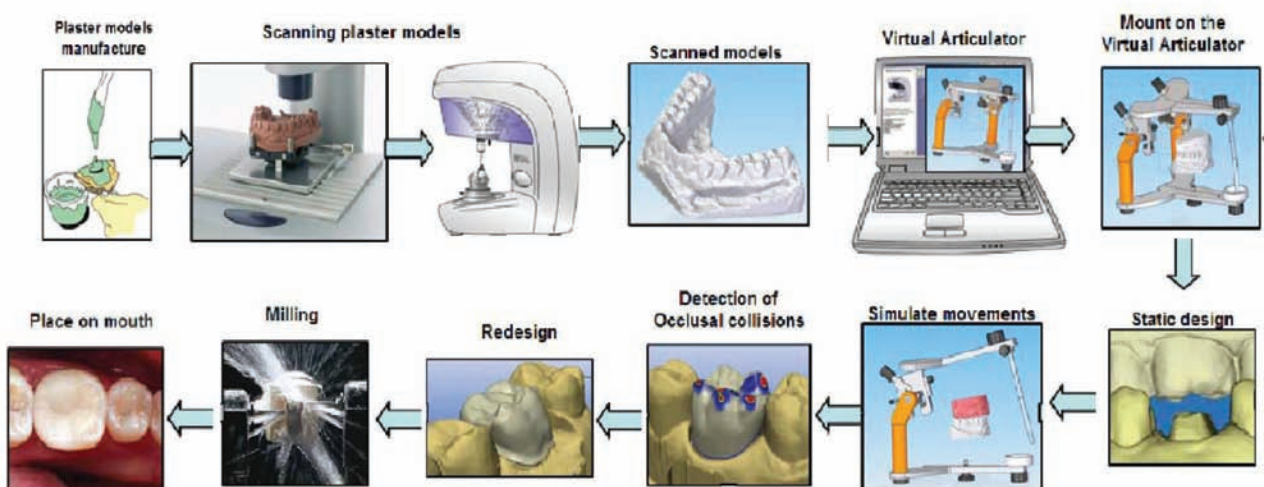 Plaster models
manufacture
Scanning plaster models
Scanned models
Virtual Articulator
Mount on the
Virtual Articulator
Static design
Simulate movements
Detection of
Occlusal collisions
Redesign
Milling
Place on mouth